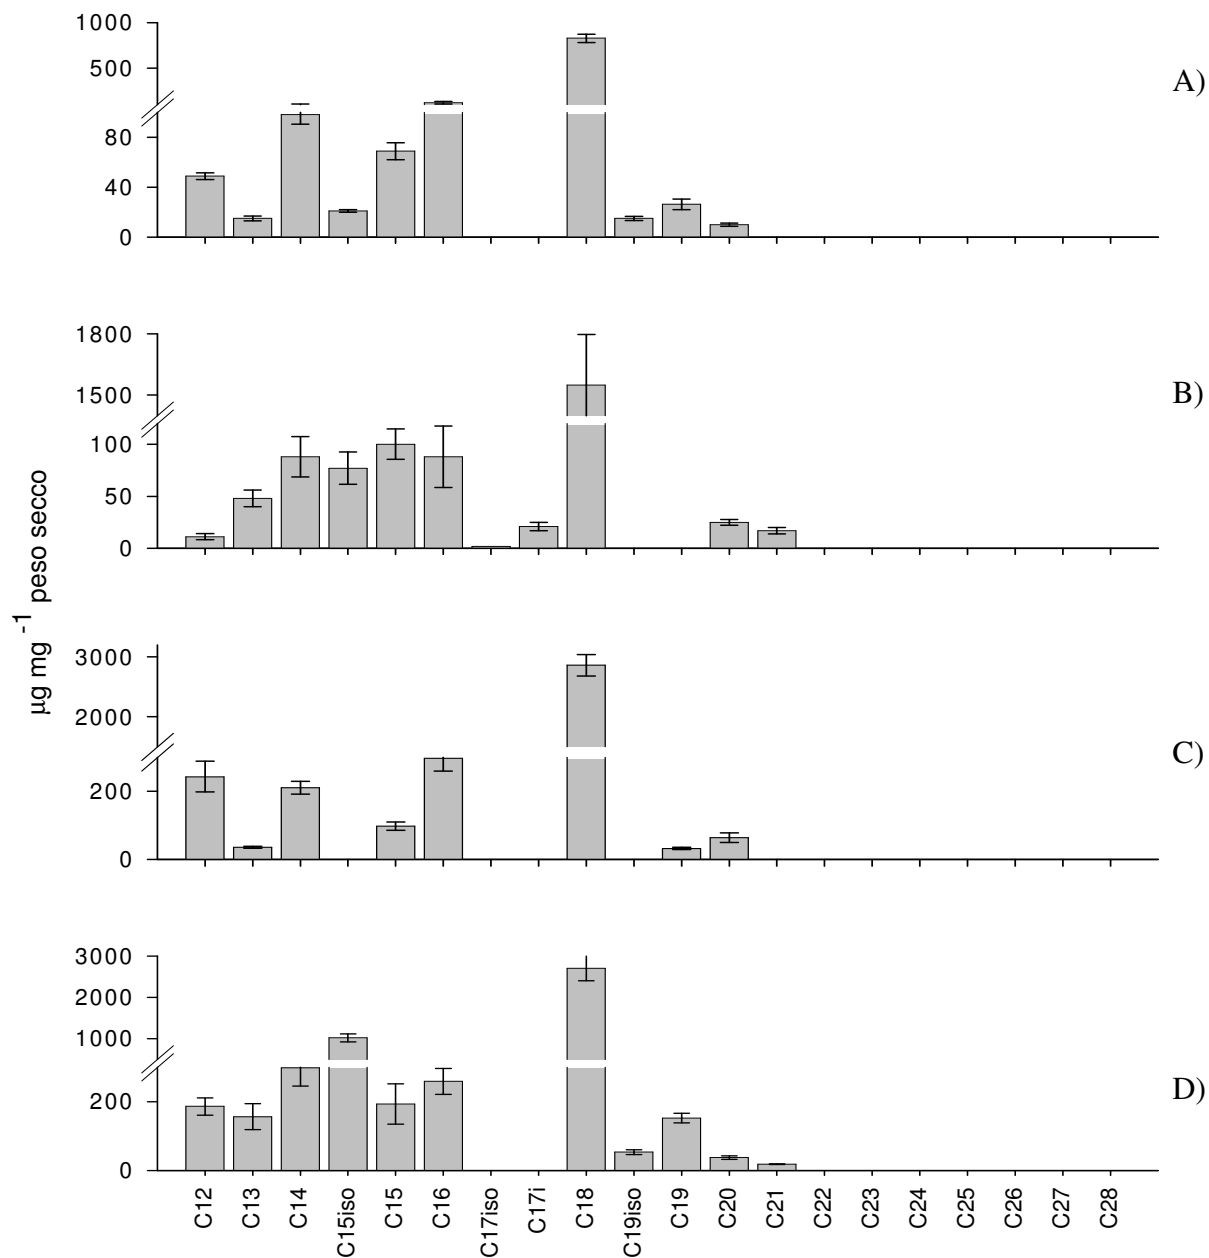 1000
500
80
40
0
A)
1800
1500
100
50
0
B)
µg mg -1 peso secco
3000
2000
200
0
C)
3000
2000
1000
200
0
D)
C12
C13
C14
C15iso
C15
C16
C17iso
C17i
C18
C19iso
C19
C20
C21
C22
C23
C24
C25
C26
C27
C28